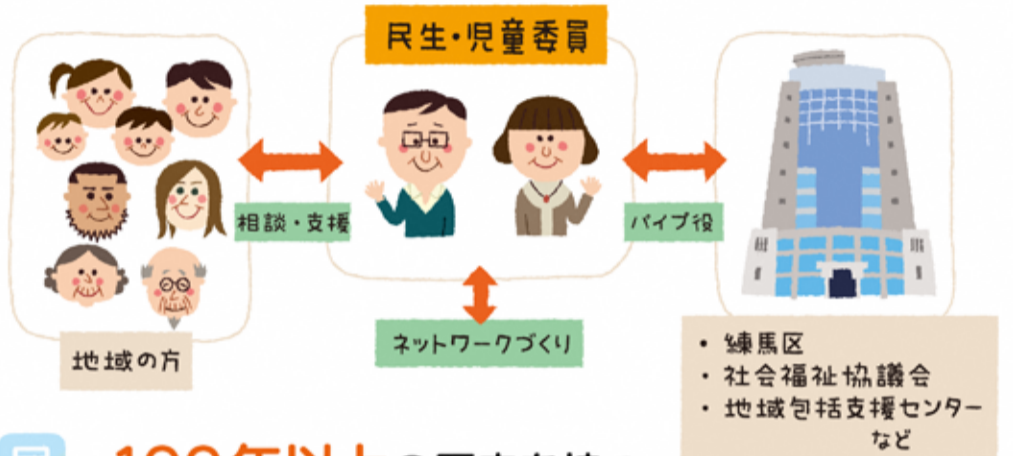 民生・児童委員
相談・支援
パイプ役
ネットワークづくり
地域の方
・ 練馬区
・ 社会福祉協議会
・ 地域包括支援センター
など